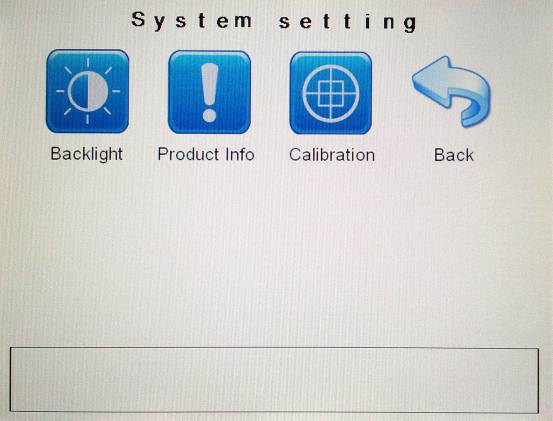 System setting
Backlight Product Info Calibration Back